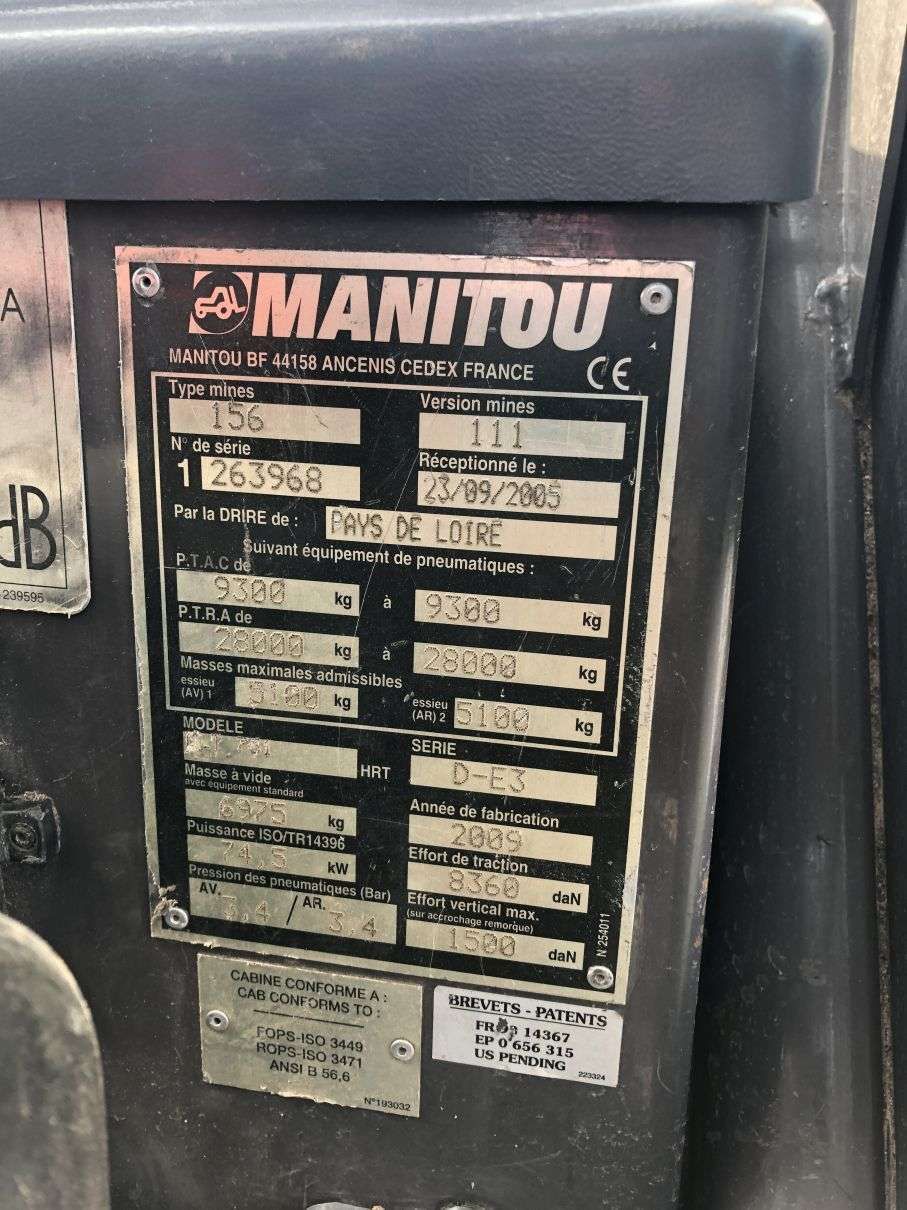 MANITOU
MANITOU BF 44158 ANCENIS CEDEX FRANCE
CE
Type mines
156
Version mines
111
N° de série
1 263968
Réceptionné le :
23/09/2005
Par la DRIRE de : PAYS DE LOIRE
Suivant équipement de pneumatiques :
P.T.A.C de
9300 kg à 9300 kg
P.T.R.A de
28000 kg à 28000 kg
Masses maximales admissibles
essieu (AV) 1 5100 kg
essieu (AR) 2 5100 kg
MODELE
HRT
SERIE
D-E3
Masse à vide
avec équipement standard
6975 kg
Année de fabrication
2009
Puissance ISO/TR14396
74,5 kW
Effort de traction
8360 daN
Pression des pneumatiques (Bar)
AV. 3,4 / AR. 3,4
Effort vertical max.
(sur accrochage remorque)
1500 daN
N°254011
A
dB
239595
CABINE CONFORME A :
CAB CONFORMS TO :
FOPS-ISO 3449
ROPS-ISO 3471
ANSI B 56,6
N°193032
BREVETS - PATENTS
14367
EP 0 656 315
US PENDING
223324